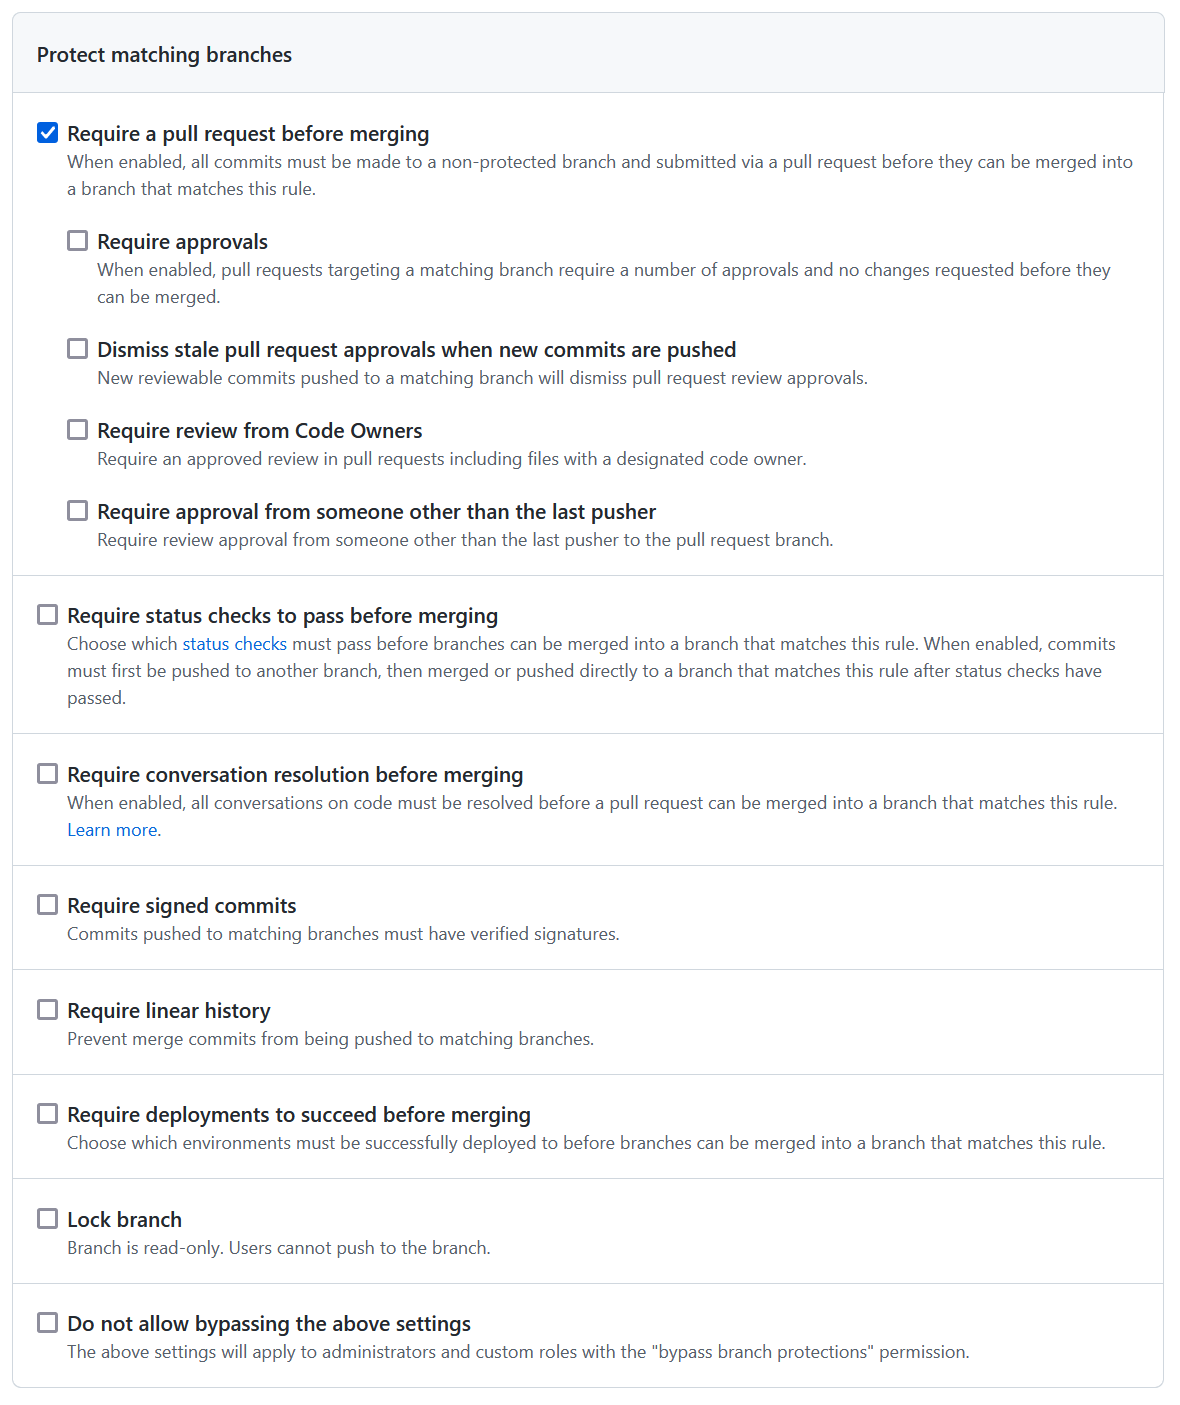 Protect matching branches
Require a pull request before merging
When enabled, all commits must be made to a non-protected branch and submitted via a pull request before they can be merged into
a branch that matches this rule.
Require approvals
When enabled, pull requests targeting a matching branch require a number of approvals and no changes requested before they
can be merged.
Dismiss stale pull request approvals when new commits are pushed
New reviewable commits pushed to a matching branch will dismiss pull request review approvals.
Require review from Code Owners
Require an approved review in pull requests including files with a designated code owner.
Require approval from someone other than the last pusher
Require review approval from someone other than the last pusher to the pull request branch.
Require status checks to pass before merging
Choose which status checks must pass before branches can be merged into a branch that matches this rule. When enabled, commits
must first be pushed to another branch, then merged or pushed directly to a branch that matches this rule after status checks have
passed.
Require conversation resolution before merging
When enabled, all conversations on code must be resolved before a pull request can be merged into a branch that matches this rule.
Learn more.
Require signed commits
Commits pushed to matching branches must have verified signatures.
Require linear history
Prevent merge commits from being pushed to matching branches.
Require deployments to succeed before merging
Choose which environments must be successfully deployed to before branches can be merged into a branch that matches this rule.
Lock branch
Branch is read-only. Users cannot push to the branch.
Do not allow bypassing the above settings
The above settings will apply to administrators and custom roles with the "bypass branch protections" permission.